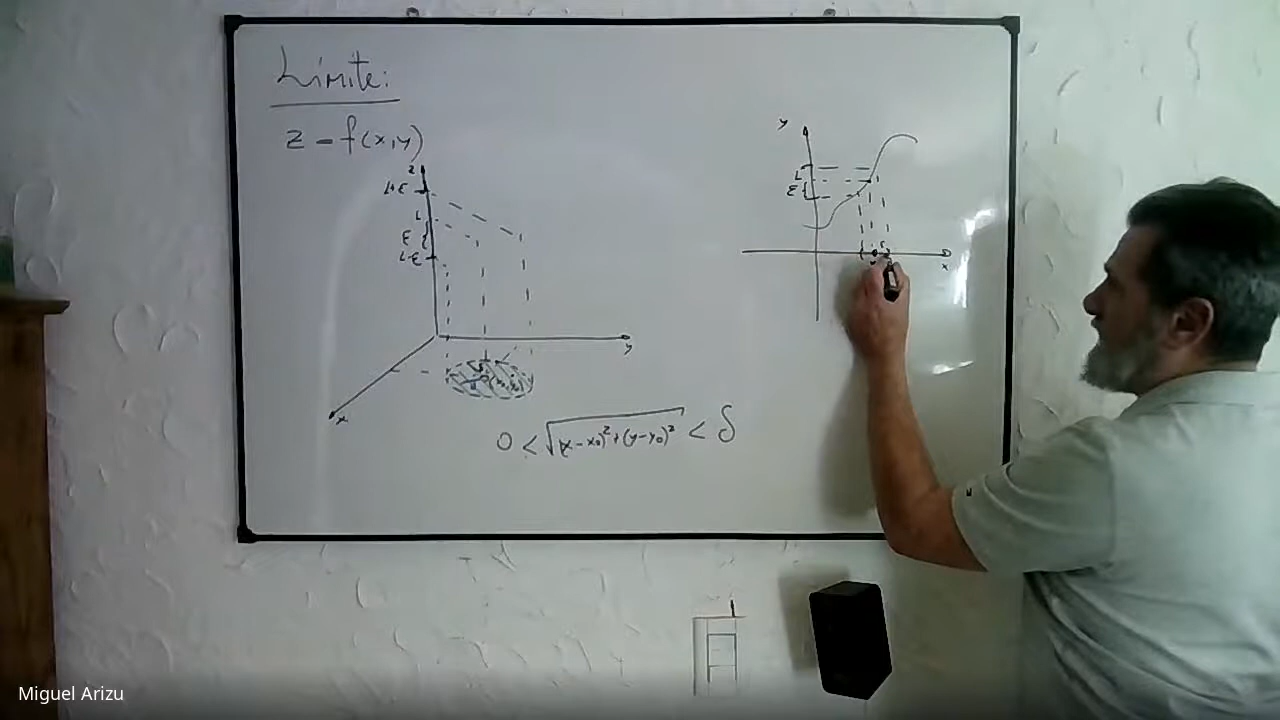 Límite:
z = f(x,y)
z
L+ε
L
ε
L-ε
y
x
0 < √(x-x₀)²+(y-y₀)² < δ
y
L
ε
x
Miguel Arizu